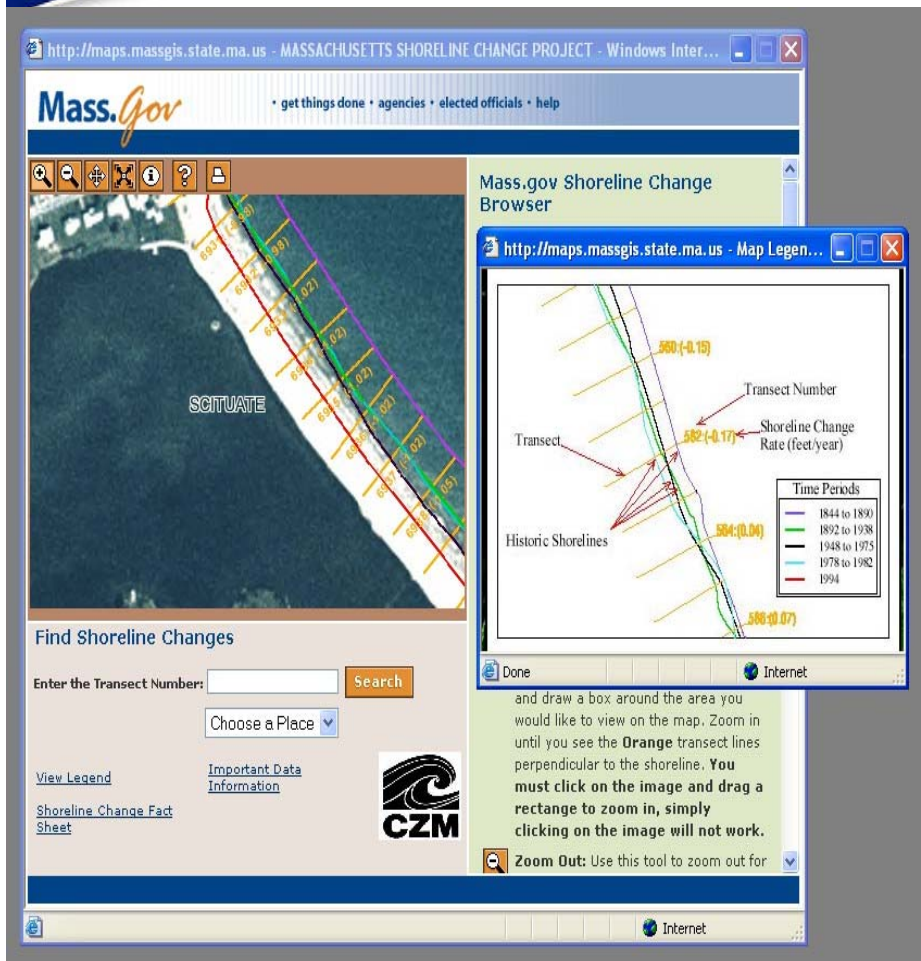 http://maps.massgis.state.ma.us - MASSACHUSETTS SHORELINE CHANGE PROJECT - Windows Inter...
Mass.Gov
• get things done • agencies • elected officials • help
SCITUATE
Find Shoreline Changes
Enter the Transect Number:
Search
Choose a Place
View Legend
Important Data
Information
Shoreline Change Fact
Sheet
CZM
Mass.gov Shoreline Change
Browser
http://maps.massgis.state.ma.us - Map Legen...
560:(-0.15)
Transect Number
Transect
562:(-0.17)
Shoreline Change
Rate (feet/year)
Historic Shorelines
564:(0.04)
566:(0.07)
Time Periods
1844 to 1890
1892 to 1938
1948 to 1975
1978 to 1982
1994
Done
Internet
and draw a box around the area you
would like to view on the map. Zoom in
until you see the Orange transect lines
perpendicular to the shoreline. You
must click on the image and drag a
rectange to zoom in, simply
clicking on the image will not work.
Zoom Out: Use this tool to zoom out for
Internet